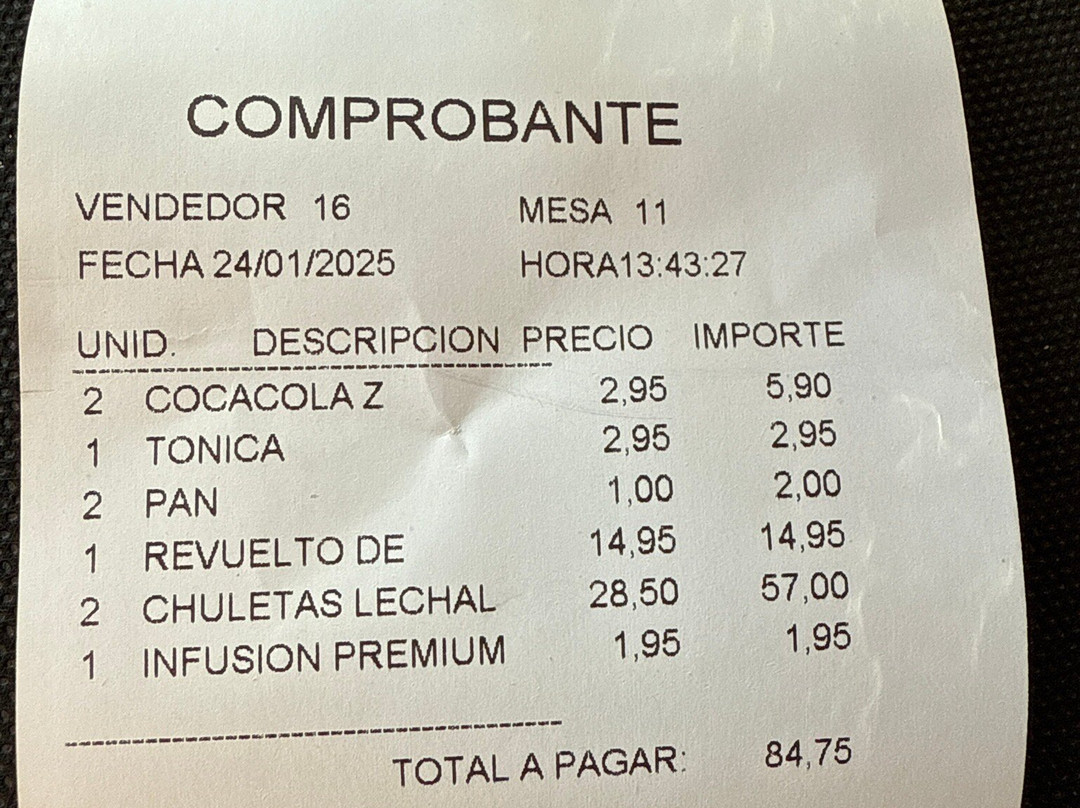 COMPROBANTE
VENDEDOR 16 MESA 11
FECHA 24/01/2025 HORA13:43:27
UNID. DESCRIPCION PRECIO IMPORTE
2 COCACOLA Z 2,95 5,90
1 TONICA 2,95 2,95
2 PAN 1,00 2,00
1 REVUELTO DE 14,95 14,95
2 CHULETAS LECHAL 28,50 57,00
1 INFUSION PREMIUM 1,95 1,95
TOTAL A PAGAR: 84,75